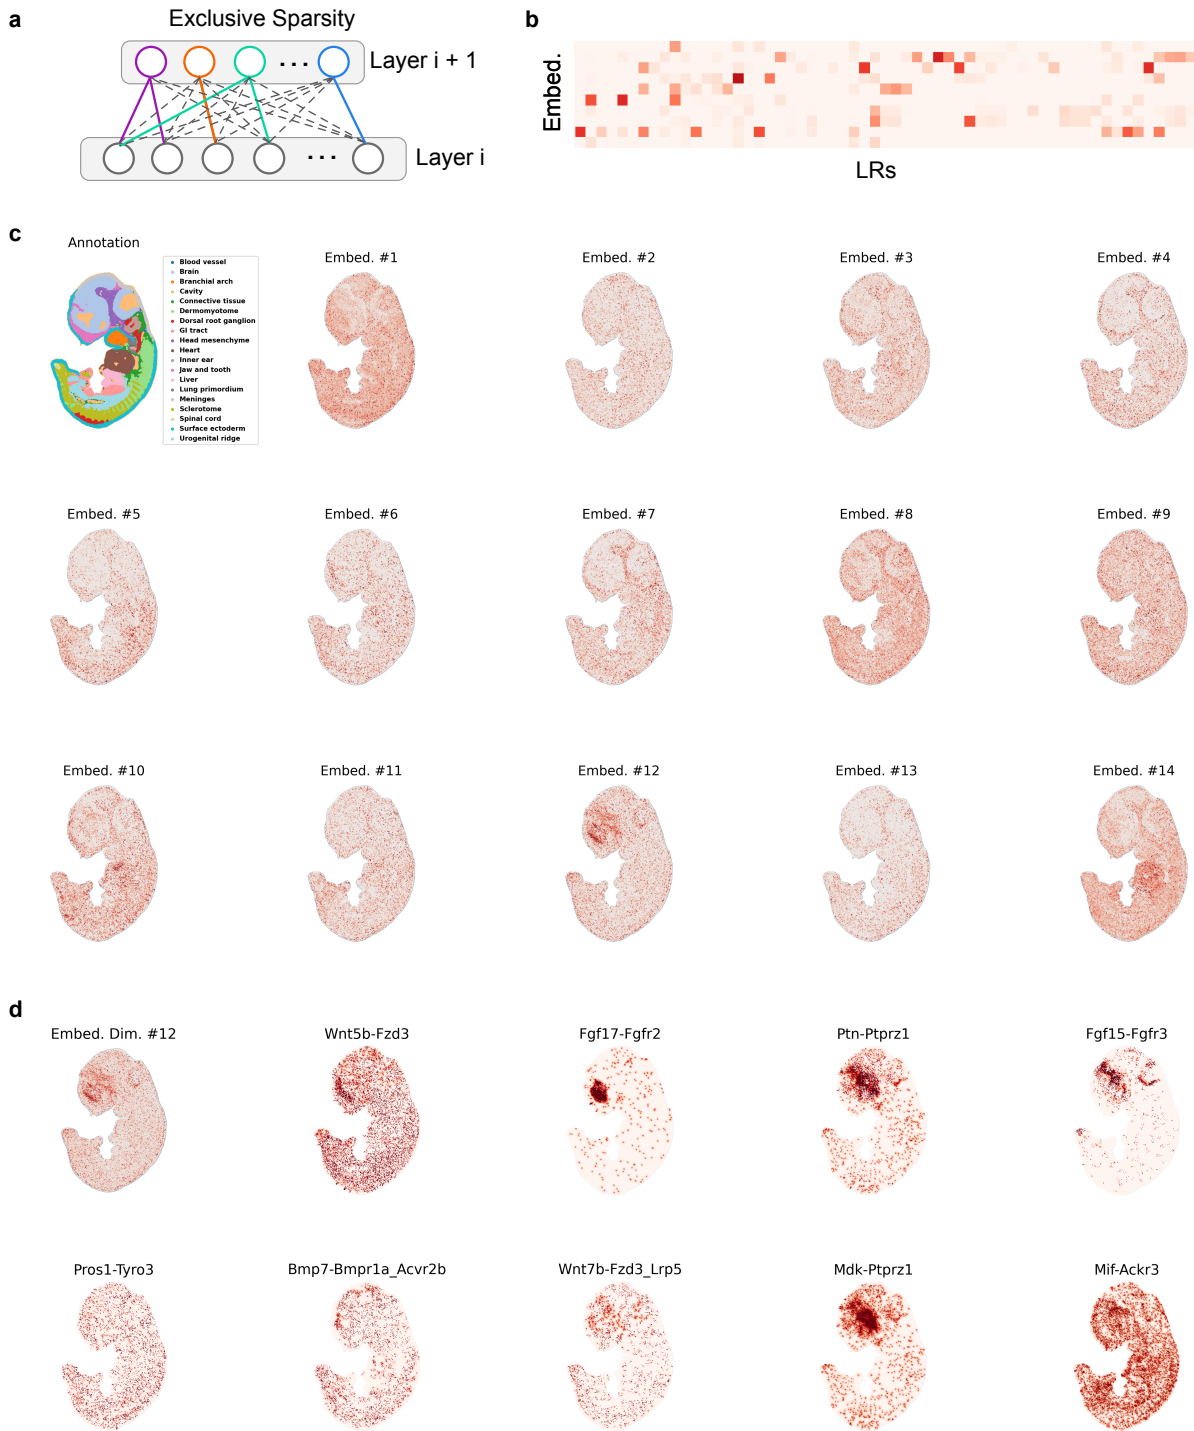 a
Exclusive Sparsity
Layer i + 1
Layer i
b
Embed.
LRs
c
Annotation
Blood vessel
Brain
Branchial arch
Cavity
Connective tissue
Dermomyotome
Dorsal root ganglion
GI tract
Head mesenchyme
Heart
Inner ear
Jaw and tooth
Liver
Lung primordium
Meninges
Sclerotome
Spinal cord
Surface ectoderm
Urogenital ridge
Embed. #1
Embed. #2
Embed. #3
Embed. #4
Embed. #5
Embed. #6
Embed. #7
Embed. #8
Embed. #9
Embed. #10
Embed. #11
Embed. #12
Embed. #13
Embed. #14
d
Embed. Dim. #12
Wnt5b-Fzd3
Fgf17-Fgfr2
Ptn-Ptprz1
Fgf15-Fgfr3
Pros1-Tyro3
Bmp7-Bmpr1a_Acvr2b
Wnt7b-Fzd3_Lrp5
Mdk-Ptprz1
Mif-Ackr3